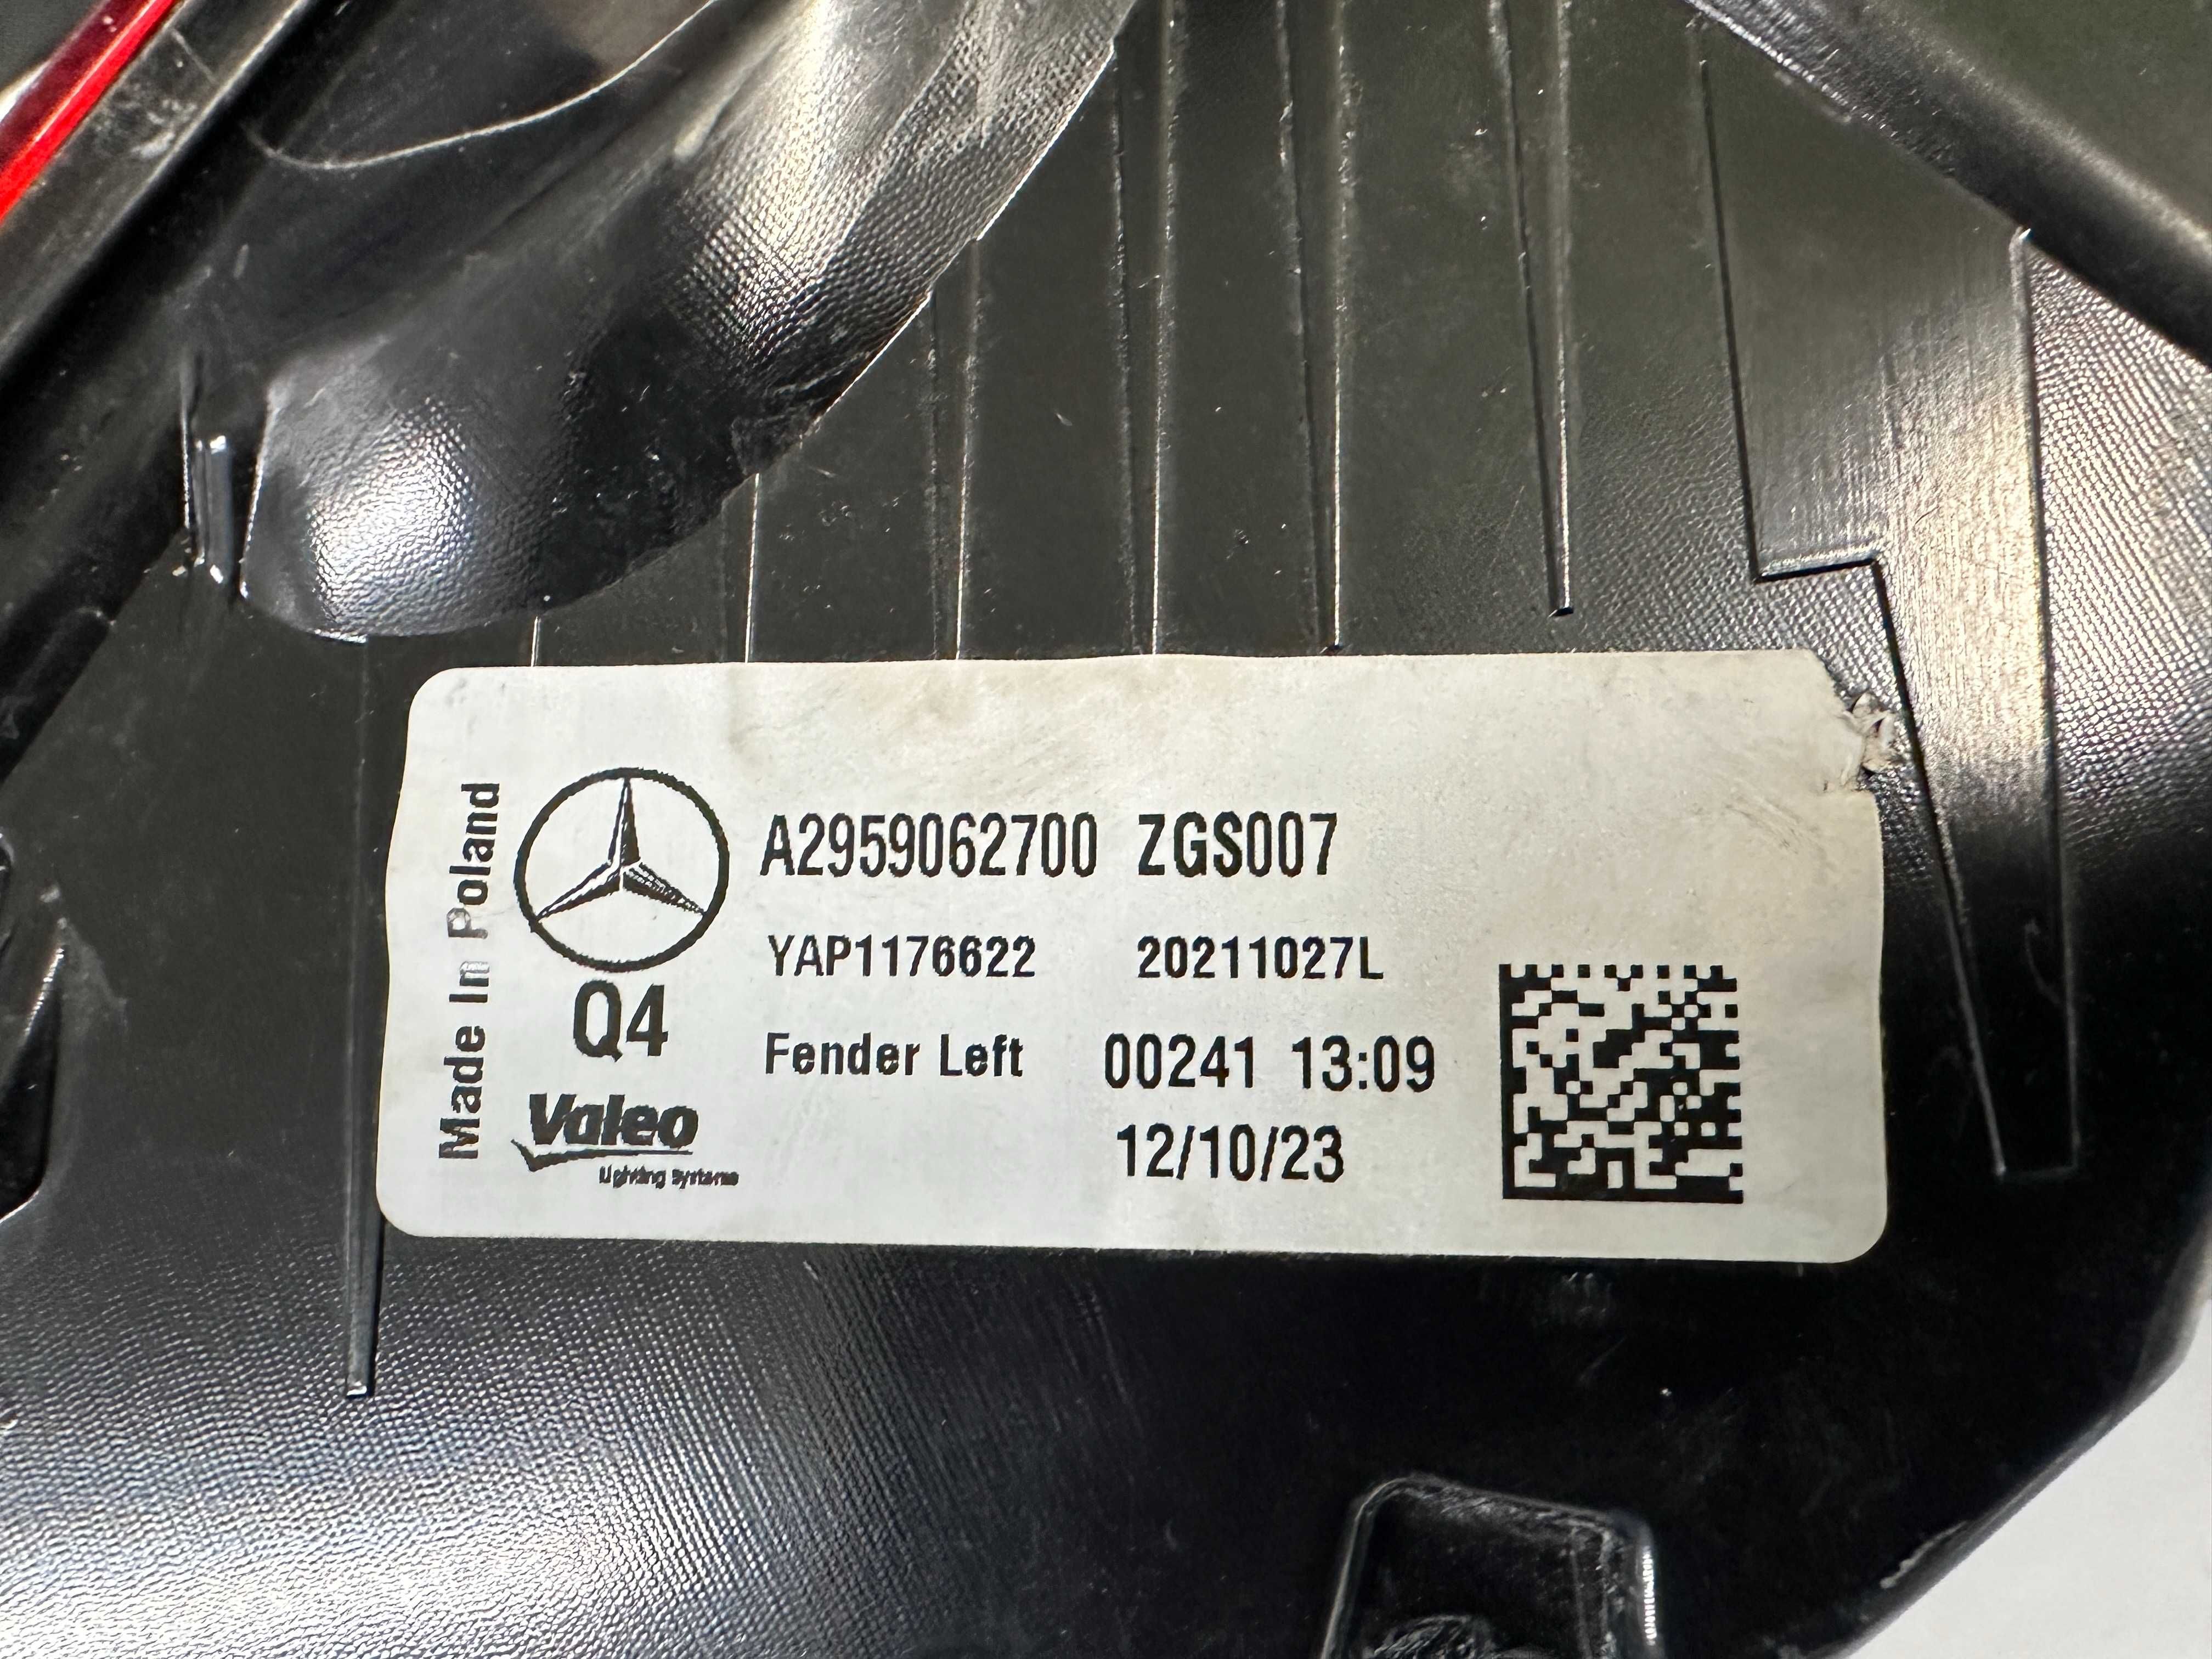 Made In Poland
A2959062700 ZGS007
YAP1176622 20211027L
Q4
Fender Left 00241 13:09
Valeo
Lighting Systems
12/10/23